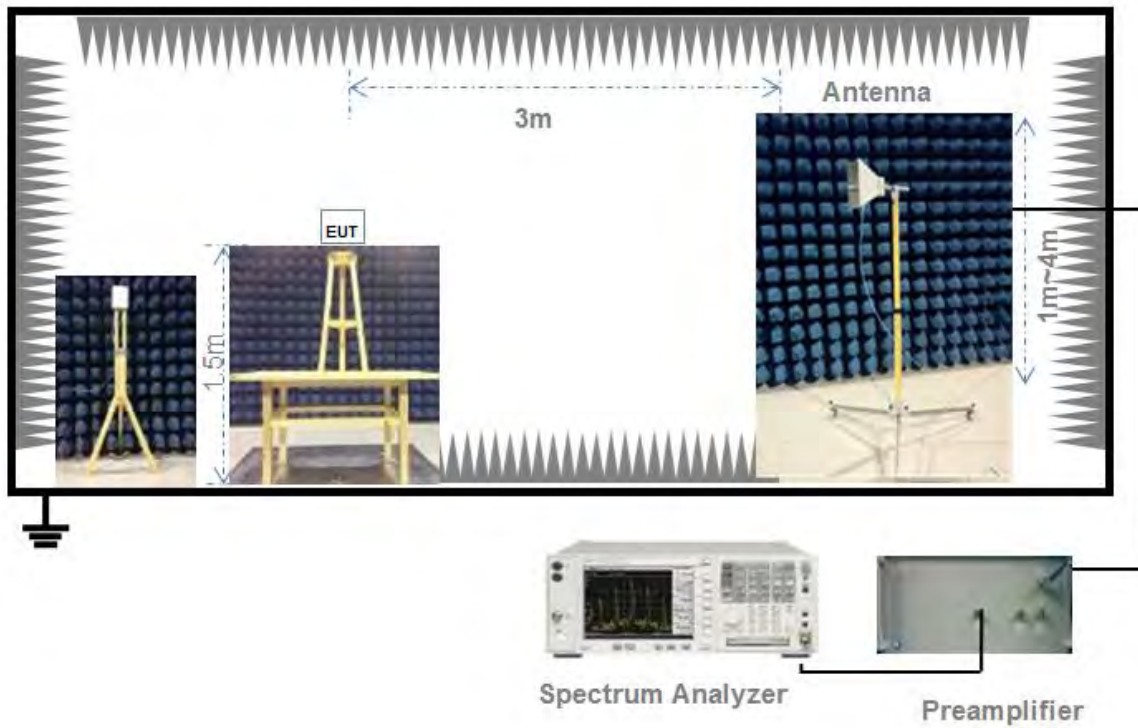 Antenna
3m
EUT
1.5m
1m~4m
Spectrum Analyzer
Preamplifier